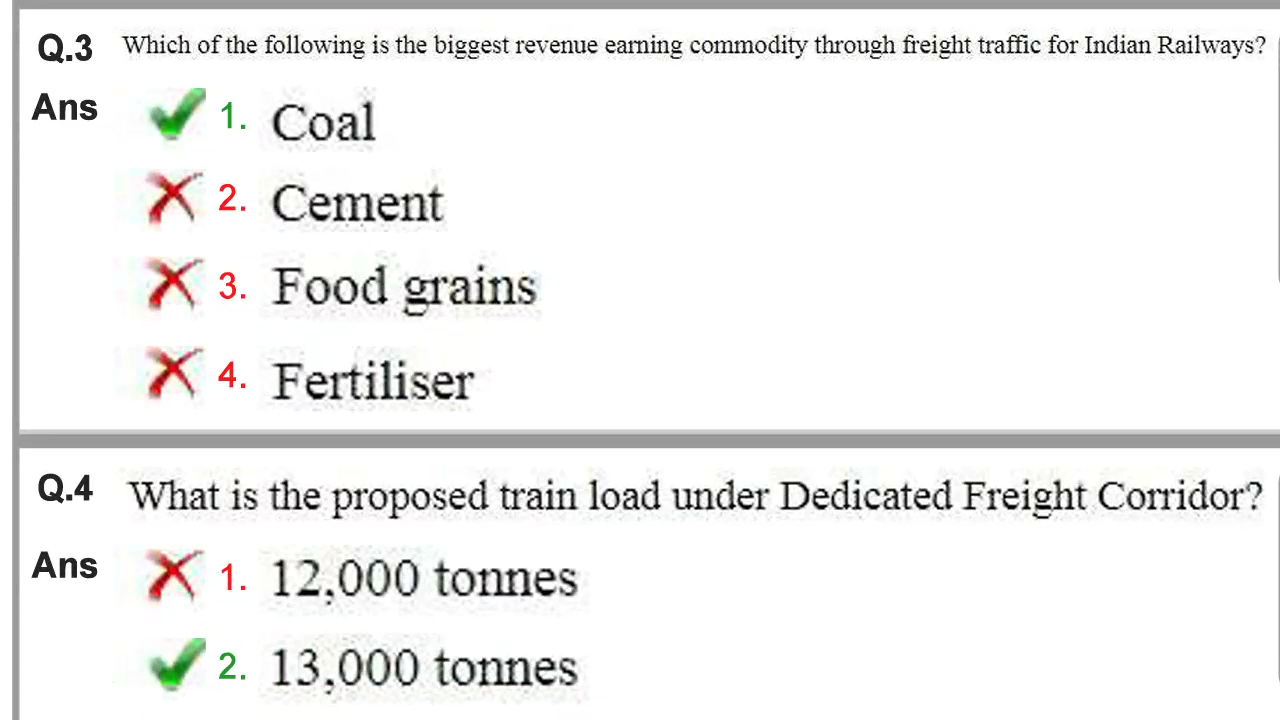 Q.3 Which of the following is the biggest revenue earning commodity through freight traffic for Indian Railways?
Ans 1. Coal
2. Cement
3. Food grains
4. Fertiliser
Q.4 What is the proposed train load under Dedicated Freight Corridor?
Ans 1. 12,000 tonnes
2. 13,000 tonnes